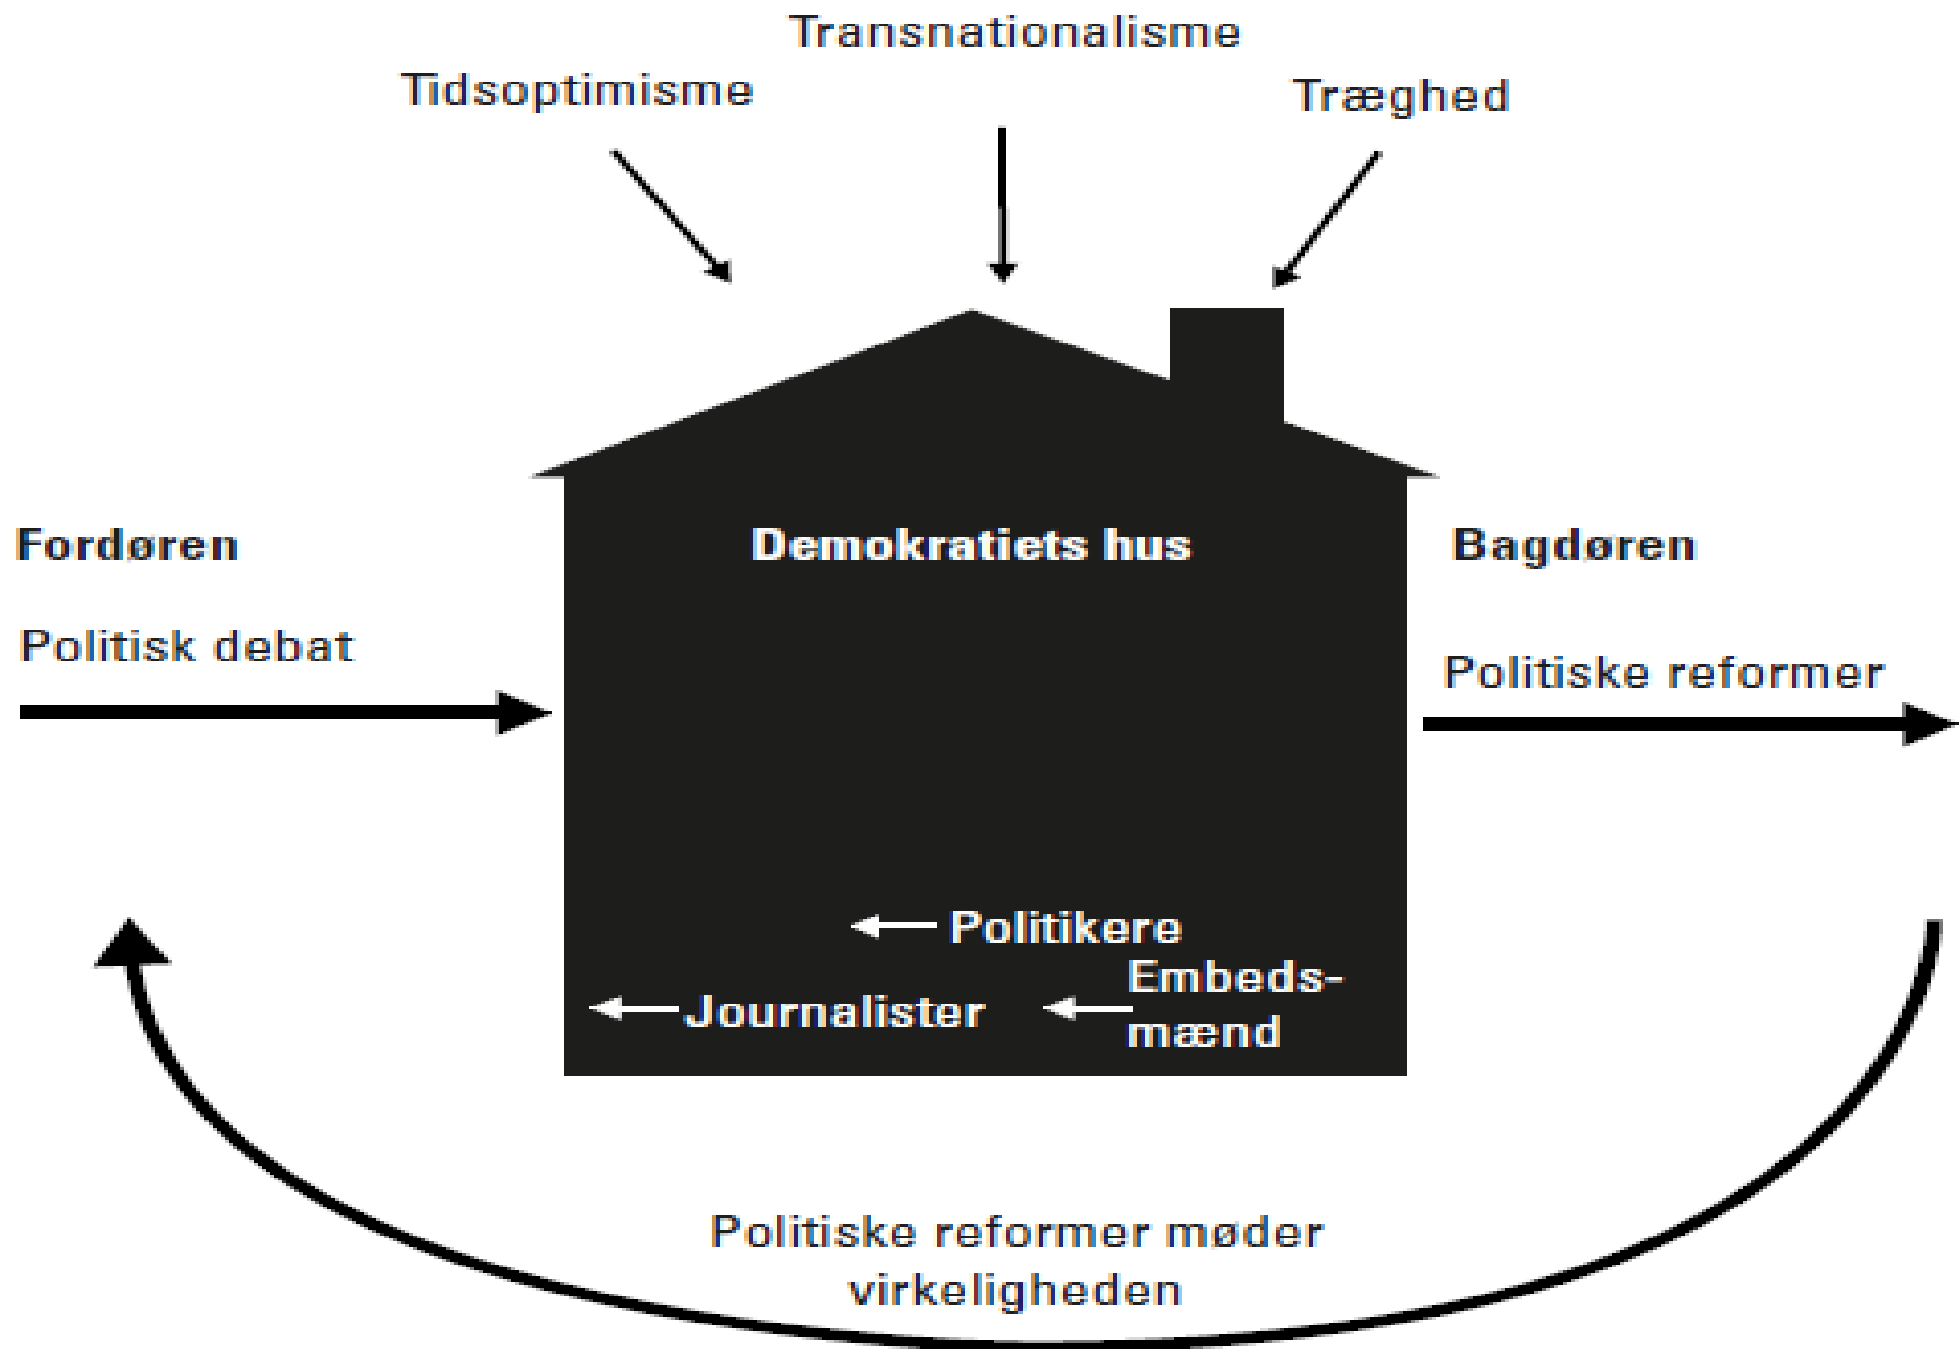 Transnationalisme
Tidsoptimisme
Træghed
Fordøren
Demokratiets hus
Bagdøren
Politisk debat
Politiske reformer
Politikere
Journalister
Embeds-
mænd
Politiske reformer møder
virkeligheden